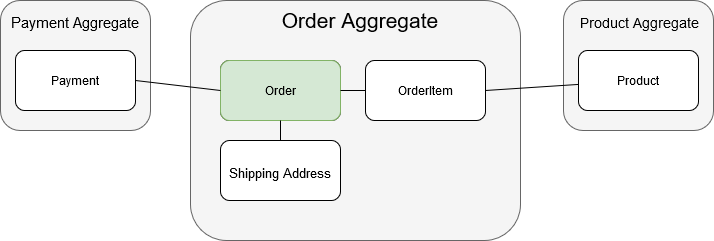 Payment Aggregate
Order Aggregate
Product Aggregate
Payment
Order
OrderItem
Product
Shipping Address